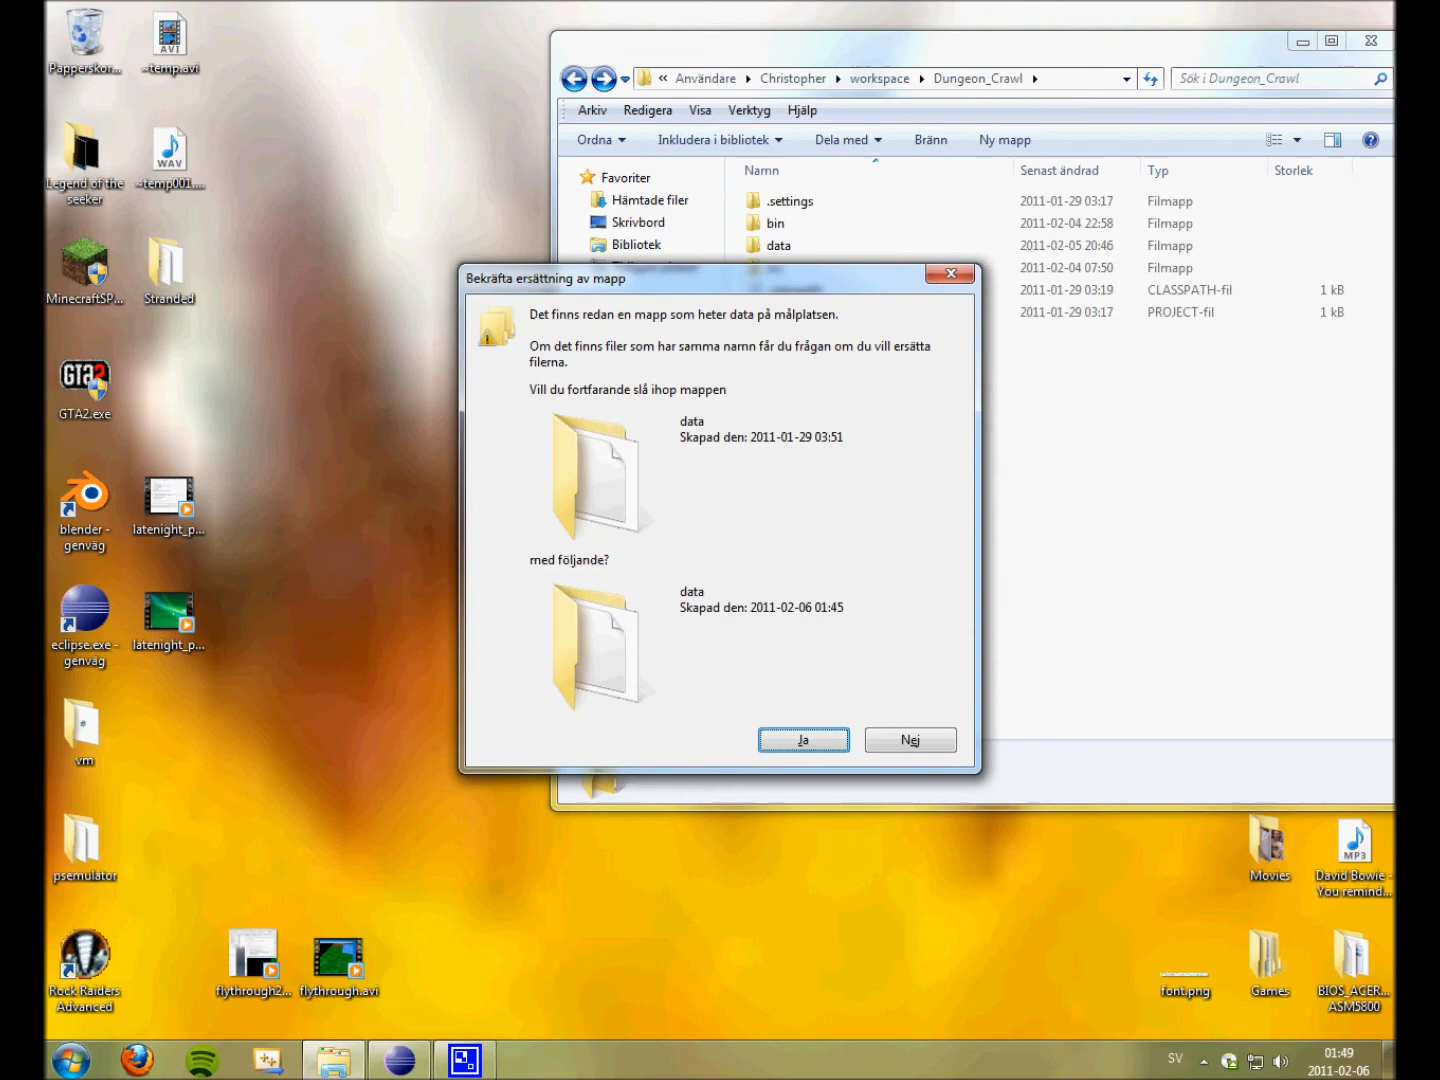 Papperskor...
~temp.avi
Legend of the
seeker
~temp001....
MinecraftSP...
Stranded
GTA2.exe
blender -
genväg
latenight_p...
eclipse.exe -
genväg
latenight_p...
vm
psemulator
Rock Raiders
Advanced
flythrough2...
flythrough.avi
« Användare Christopher workspace Dungeon_Crawl
Sök i Dungeon_Crawl
Arkiv Redigera Visa Verktyg Hjälp
Ordna Inkludera i bibliotek Dela med Bränn Ny mapp
Favoriter
Hämtade filer
Skrivbord
Bibliotek
Namn Senast ändrad Typ Storlek
.settings 2011-01-29 03:17 Filmapp
bin 2011-02-04 22:58 Filmapp
data 2011-02-05 20:46 Filmapp
2011-02-04 07:50 Filmapp
2011-01-29 03:19 CLASSPATH-fil 1 kB
2011-01-29 03:17 PROJECT-fil 1 kB
Bekräfta ersättning av mapp
Det finns redan en mapp som heter data på målplatsen.
Om det finns filer som har samma namn får du frågan om du vill ersätta
filerna.
Vill du fortfarande slå ihop mappen
data
Skapad den: 2011-01-29 03:51
med följande?
data
Skapad den: 2011-02-06 01:45
Ja Nej
Movies
David Bowie -
You remind...
font.png
Games
BIOS_ACER...
ASM5800
SV
01:49
2011-02-06